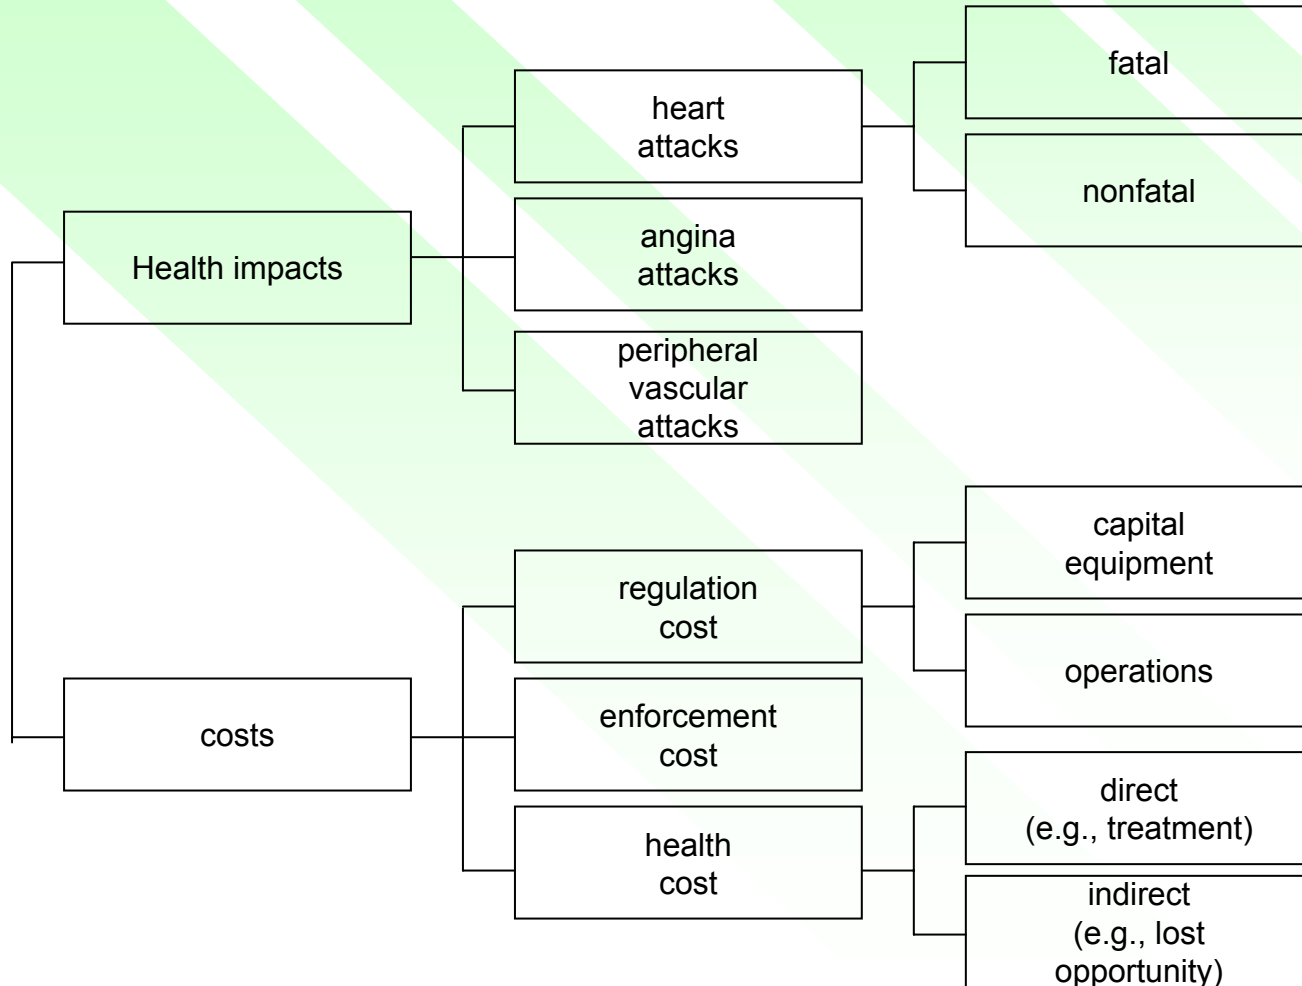 Health impacts
heart
attacks
fatal
nonfatal
angina
attacks
peripheral
vascular
attacks
costs
regulation
cost
capital
equipment
operations
enforcement
cost
health
cost
direct
(e.g., treatment)
indirect
(e.g., lost
opportunity)